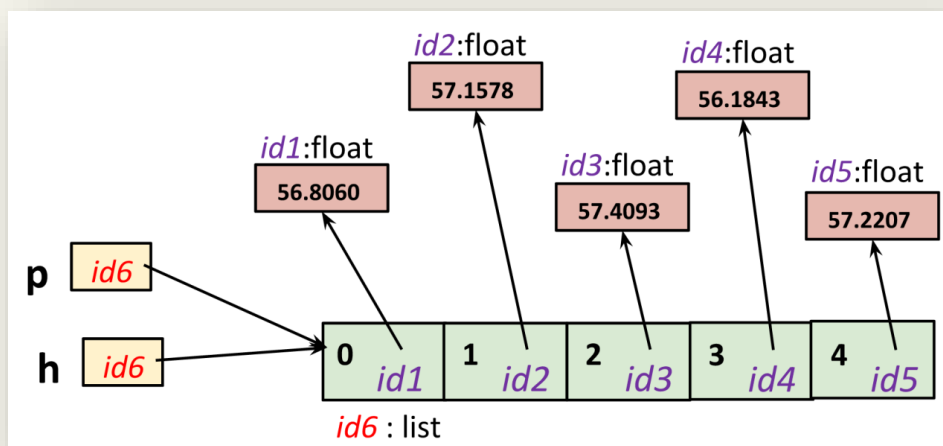 id2:float
57.1578
id4:float
56.1843
id1:float
56.8060
id3:float
57.4093
id5:float
57.2207
p id6
h id6
0 id1 1 id2 2 id3 3 id4 4 id5
id6 : list